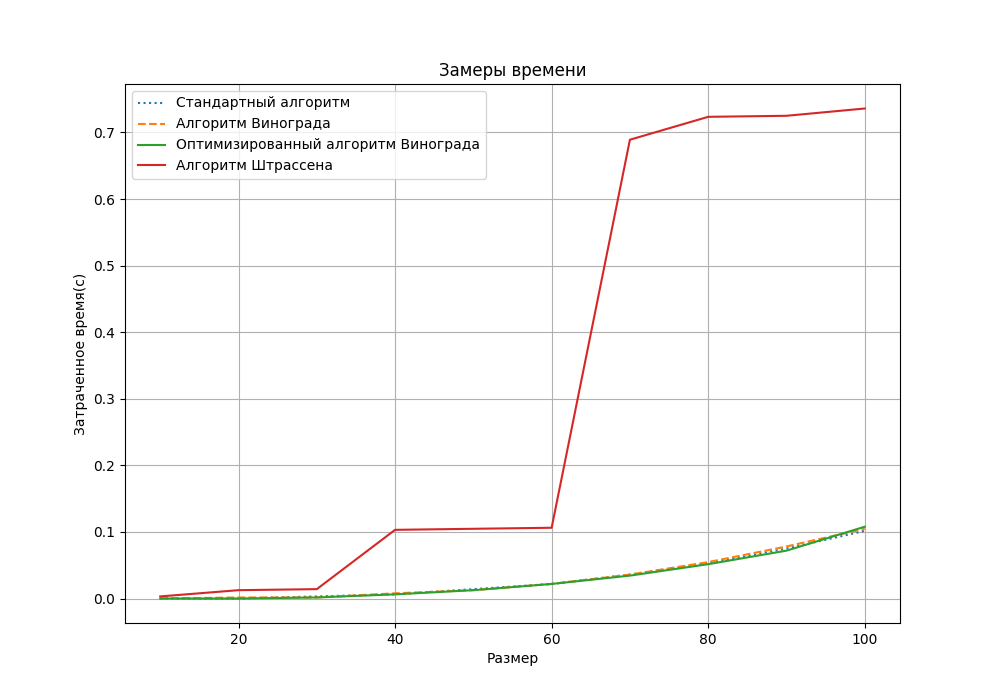 Замеры времени
Стандартный алгоритм
Алгоритм Винограда
Оптимизированный алгоритм Винограда
Алгоритм Штрассена
Затраченное время(с)
0.7
0.6
0.5
0.4
0.3
0.2
0.1
0.0
20 40 60 80 100
Размер